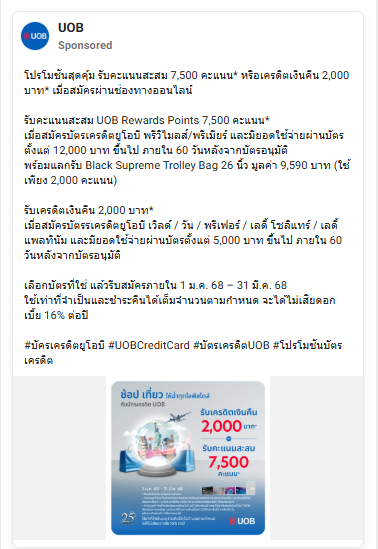 UOB
UOB
Sponsored
โปรโมชันสุดคุ้ม รับคะแนนสะสม 7,500 คะแนน* หรือเครดิตเงินคืน 2,000
บาท* เมื่อสมัครผ่านช่องทางออนไลน์
รับคะแนนสะสม UOB Rewards Points 7,500 คะแนน*
เมื่อสมัครบัตรเครดิตยูโอบี พรีวิไมลส์/พรีเมียร์ และมียอดใช้จ่ายผ่านบัตร
ตั้งแต่ 12,000 บาท ขึ้นไป ภายใน 60 วันหลังจากบัตรอนุมัติ
พร้อมแลกรับ Black Supreme Trolley Bag 26 นิ้ว มูลค่า 9,590 บาท (ใช้
เพียง 2,000 คะแนน)
รับเครดิตเงินคืน 2,000 บาท*
เมื่อสมัครบัตรเครดิตยูโอบี เวิลด์ / วัน / พรีเฟอร์ / เลดี้ โซลิแทร์ / เลดี้
แพลทินัม และมียอดใช้จ่ายผ่านบัตรตั้งแต่ 5,000 บาท ขึ้นไป ภายใน 60
วันหลังจากบัตรอนุมัติ
เลือกบัตรที่ใช่ แล้วรับสมัครภายใน 1 ม.ค. 68 – 31 มี.ค. 68
ใช้เท่าที่จำเป็นและชำระคืนได้เต็มจำนวนตามกำหนด จะได้ไม่เสียดอก
เบี้ย 16% ต่อปี
#บัตรเครดิตยูโอบี #UOBCreditCard #บัตรเครดิตUOB #โปรโมชันบัตร
เครดิต
ช้อป เที่ยว ให้ฉ่ำทุกไลฟ์สไตล์
กับบัตรเครดิต UOB
รับเครดิตเงินคืน
2,000 บาท*
รับคะแนนสะสม
7,500
คะแนน*
1 ม.ค. 68 - 31 มี.ค. 68
25
UOB